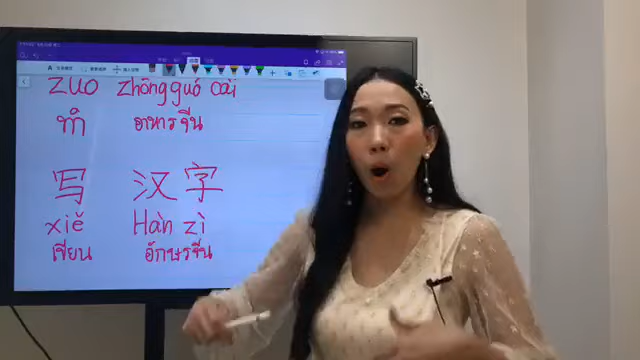 zuo zhōngguó cài
ทำ อาหารจีน
写 汉字
xiě Hàn zì
เขียน อักษรจีน